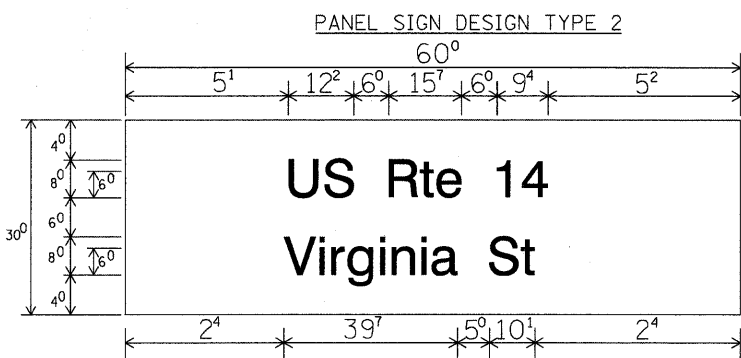 PANEL SIGN DESIGN TYPE 2
60⁰
5¹ 12² 6⁰ 15⁷ 6⁰ 9⁴ 5²
4⁰
8⁰ 6⁰
US Rte 14
30⁰ 6⁰
8⁰ 6⁰
Virginia St
4⁰
2⁴ 39⁷ 5⁰ 10¹ 2⁴